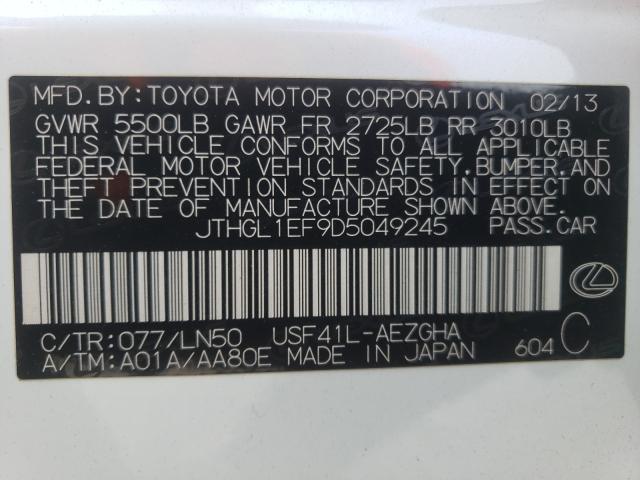 MFD.BY:TOYOTA MOTOR CORPORATION 02/13
GVWR 5500LB GAWR FR 2725LB RR 3010LB
THIS VEHICLE CONFORMS TO ALL APPLICABLE
FEDERAL MOTOR VEHICLE SAFETY,BUMPER,AND
THEFT PREVENTION STANDARDS IN EFFECT ON
THE DATE OF MANUFACTURE SHOWN ABOVE.
JTHGL1EF9D5049245 PASS.CAR
C/TR:077/LN50 USF41L-AEZGHA C
A/TM:A01A/AA80E MADE IN JAPAN 604